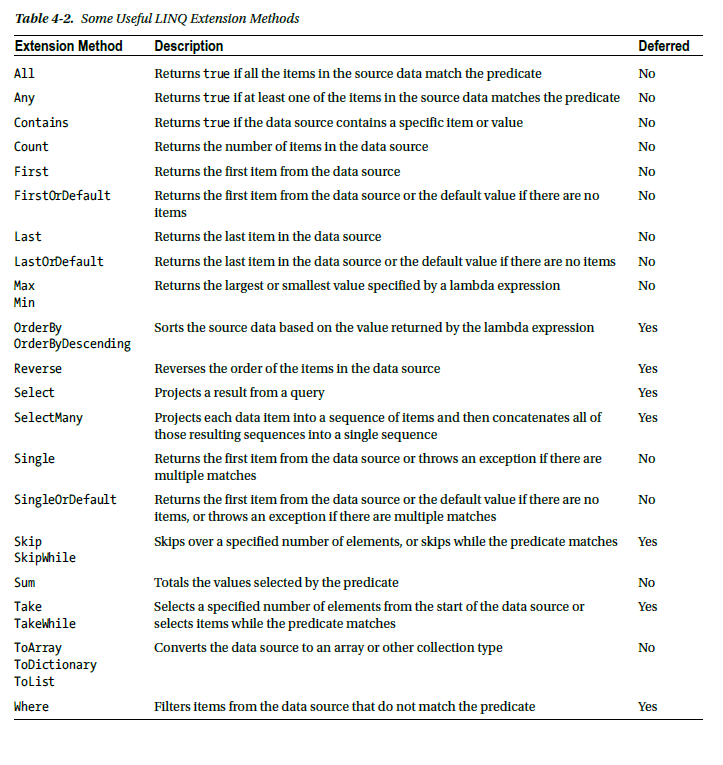 Table 4-2. Some Useful LINQ Extension Methods
Extension Method Description Deferred
All Returns true if all the items in the source data match the predicate No
Any Returns true if at least one of the items in the source data matches the predicate No
Contains Returns true if the data source contains a specific item or value No
Count Returns the number of items in the data source No
First Returns the first item from the data source No
FirstOrDefault Returns the first item from the data source or the default value if there are no No
items
Last Returns the last item in the data source No
LastOrDefault Returns the last item in the data source or the default value if there are no items No
Max Returns the largest or smallest value specified by a lambda expression No
Min
OrderBy Sorts the source data based on the value returned by the lambda expression Yes
OrderByDescending
Reverse Reverses the order of the items in the data source Yes
Select Projects a result from a query Yes
SelectMany Projects each data item into a sequence of items and then concatenates all of Yes
those resulting sequences into a single sequence
Single Returns the first item from the data source or throws an exception if there are No
multiple matches
SingleOrDefault Returns the first item from the data source or the default value if there are no No
items, or throws an exception if there are multiple matches
Skip Skips over a specified number of elements, or skips while the predicate matches Yes
SkipWhile
Sum Totals the values selected by the predicate No
Take Selects a specified number of elements from the start of the data source or Yes
TakeWhile selects items while the predicate matches
ToArray Converts the data source to an array or other collection type No
ToDictionary
ToList
Where Filters items from the data source that do not match the predicate Yes